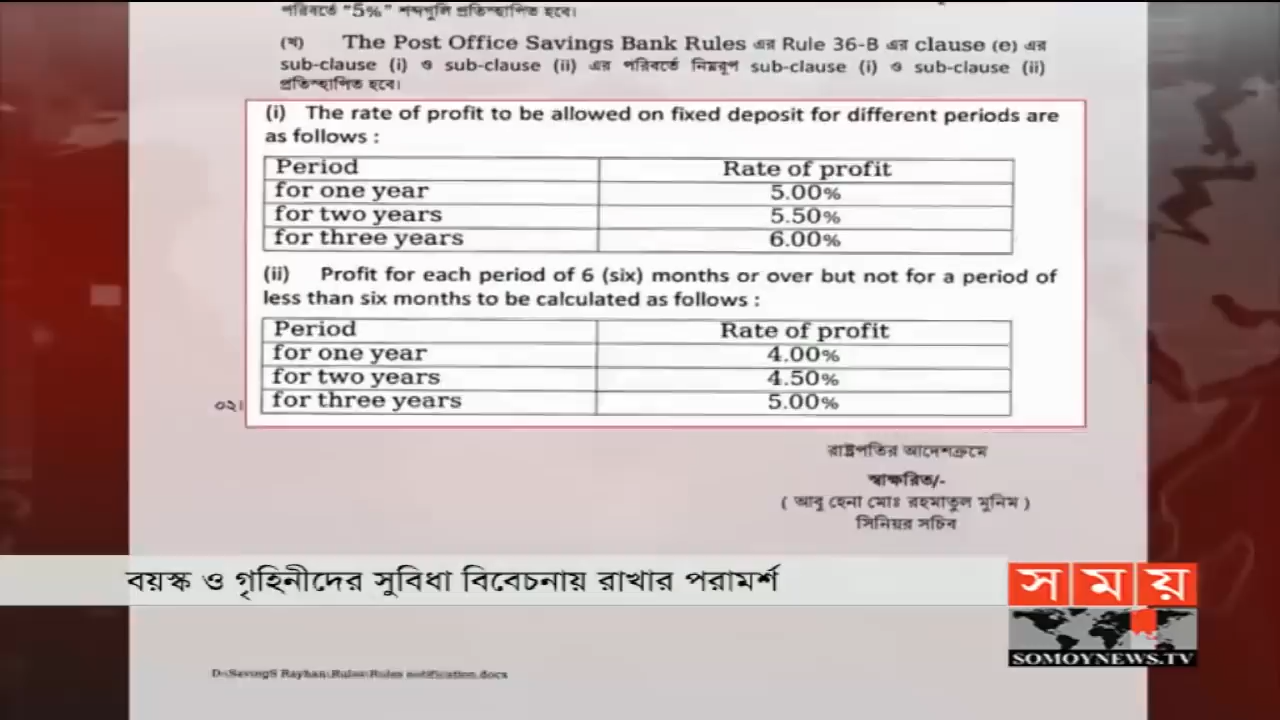 পরিবর্তে "5%" শব্দগুলি প্রতিস্থাপিত হবে।
(খ) The Post Office Savings Bank Rules এর Rule 36-B এর clause (e) এর
sub-clause (i) ও sub-clause (ii) এর পরিবর্তে নিম্নরূপ sub-clause (i) ও sub-clause (ii)
প্রতিস্থাপিত হবে।
(i) The rate of profit to be allowed on fixed deposit for different periods are
as follows :
Period Rate of profit
for one year 5.00%
for two years 5.50%
for three years 6.00%
(ii) Profit for each period of 6 (six) months or over but not for a period of
less than six months to be calculated as follows :
Period Rate of profit
for one year 4.00%
for two years 4.50%
for three years 5.00%
০২।
রাষ্ট্রপতির আদেশক্রমে
স্বাক্ষরিত/-
( আবু হেনা মোঃ রহমাতুল মুনিম )
সিনিয়র সচিব
বয়স্ক ও গৃহিনীদের সুবিধা বিবেচনায় রাখার পরামর্শ
সময়
SOMOYNEWS.TV
D:\SavingS Rayhan\Rules\Rules notification.docx